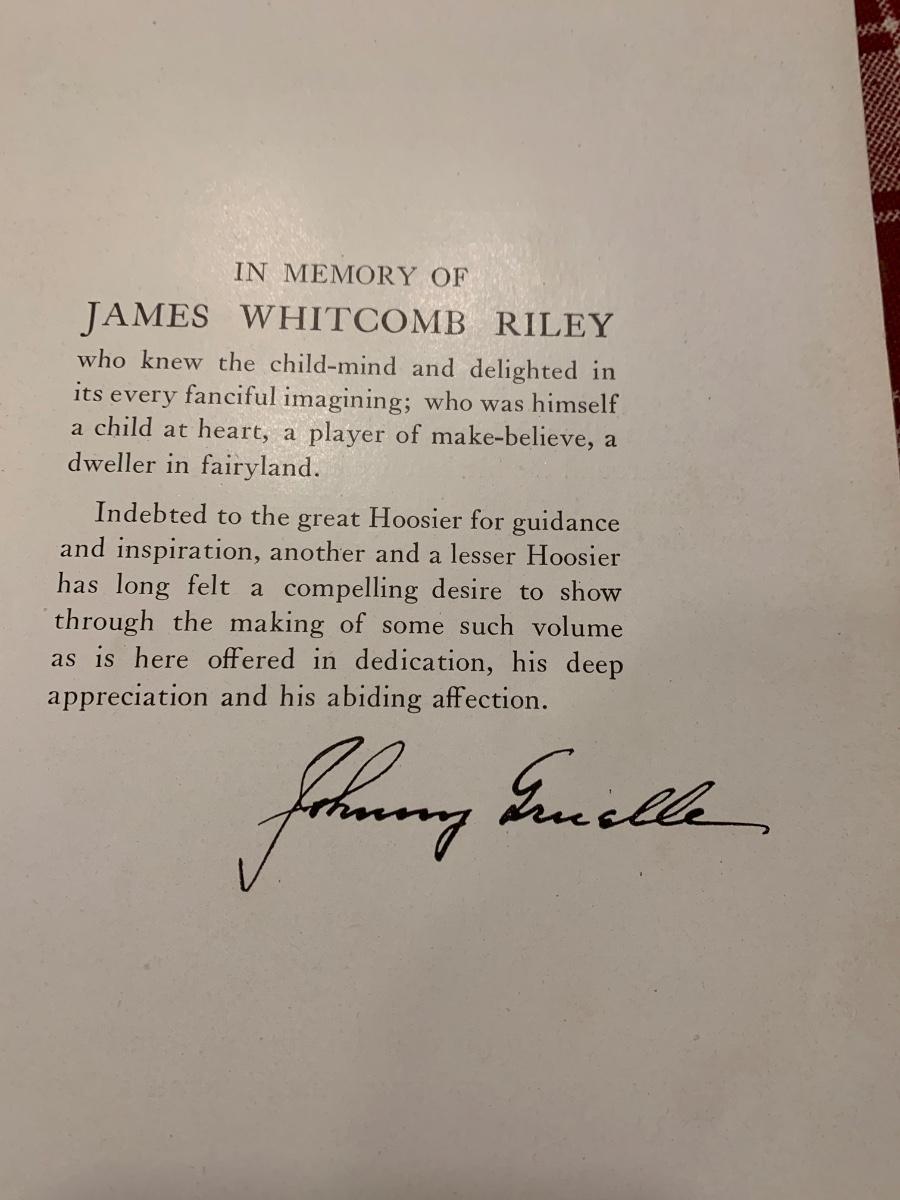 IN MEMORY OF
JAMES WHITCOMB RILEY
who knew the child-mind and delighted in
its every fanciful imagining; who was himself
a child at heart, a player of make-believe, a
dweller in fairyland.
Indebted to the great Hoosier for guidance
and inspiration, another and a lesser Hoosier
has long felt a compelling desire to show
through the making of some such volume
as is here offered in dedication, his deep
appreciation and his abiding affection.
Johnny Gruelle